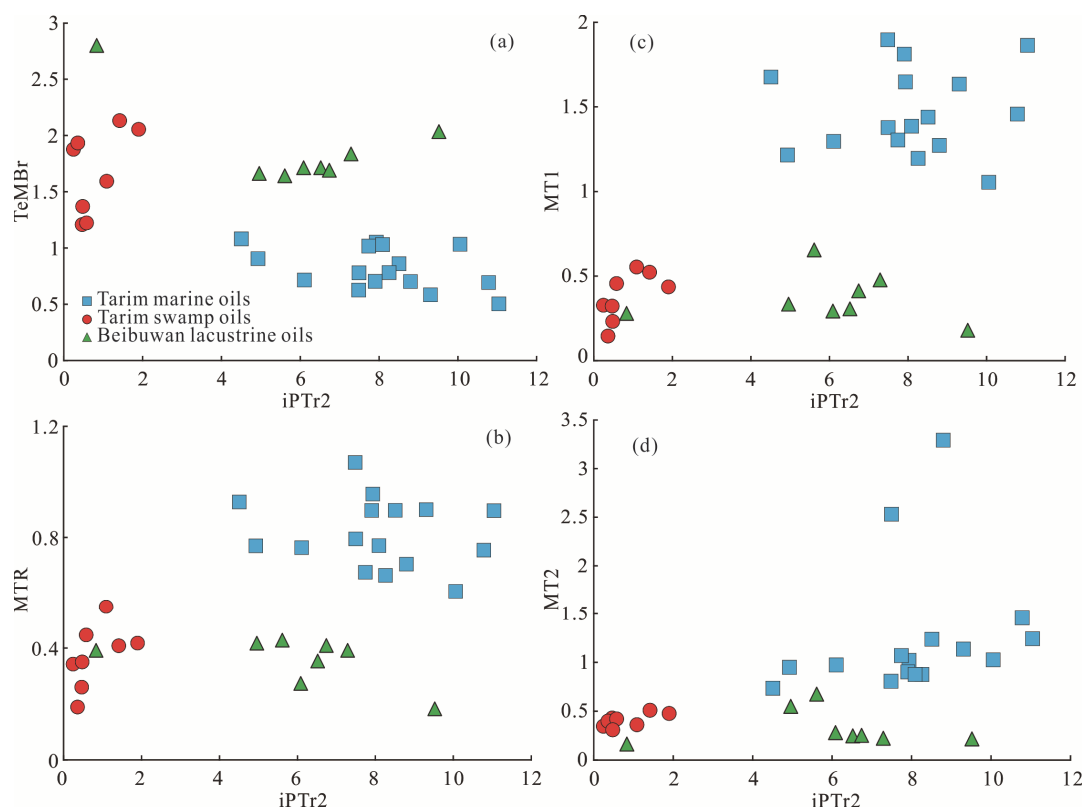 3
2.5
2
1.5
1
0.5
0
TeMBr
(a)
Tarim marine oils
Tarim swamp oils
Beibuwan lacustrine oils
0 2 4 6 8 10 12
iPTr2
2
1.5
1
0.5
0
MT1
(c)
0 2 4 6 8 10 12
iPTr2
1.2
0.8
0.4
0
MTR
(b)
0 2 4 6 8 10 12
iPTr2
3.5
3
2.5
2
1.5
1
0.5
0
MT2
(d)
0 2 4 6 8 10 12
iPTr2